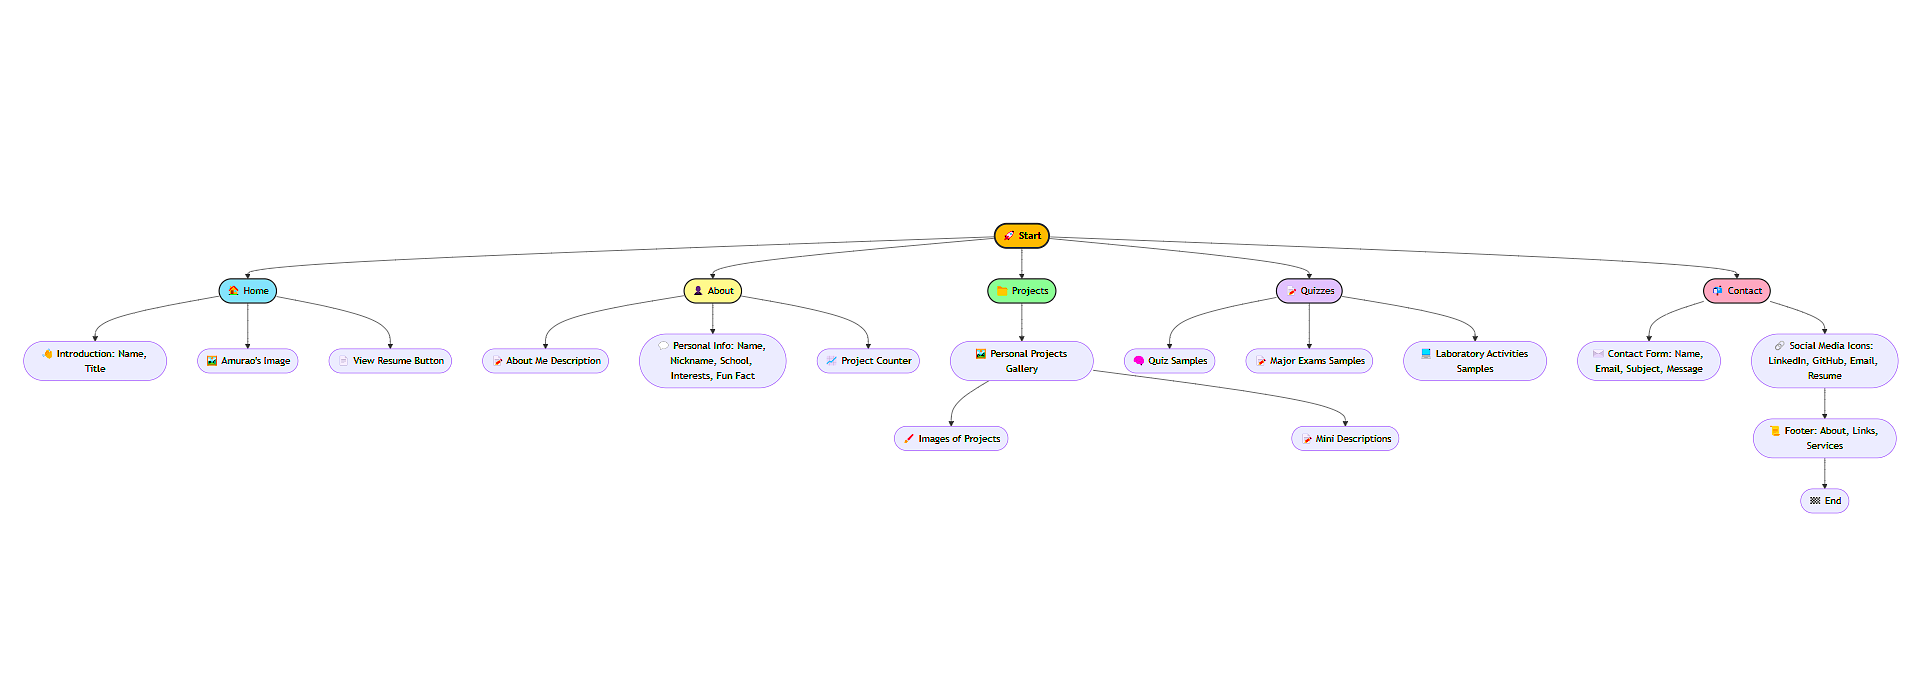 🚀 Start
🏠 Home
👤 About
📁 Projects
📝 Quizzes
📬 Contact
👋 Introduction: Name,
Title
🖼️ Amurao's Image
📄 View Resume Button
📝 About Me Description
💬 Personal Info: Name,
Nickname, School,
Interests, Fun Fact
📈 Project Counter
🖼️ Personal Projects
Gallery
🧠 Quiz Samples
📝 Major Exams Samples
💻 Laboratory Activities
Samples
✉️ Contact Form: Name,
Email, Subject, Message
🔗 Social Media Icons:
LinkedIn, GitHub, Email,
Resume
🖌️ Images of Projects
📝 Mini Descriptions
📜 Footer: About, Links,
Services
🏁 End